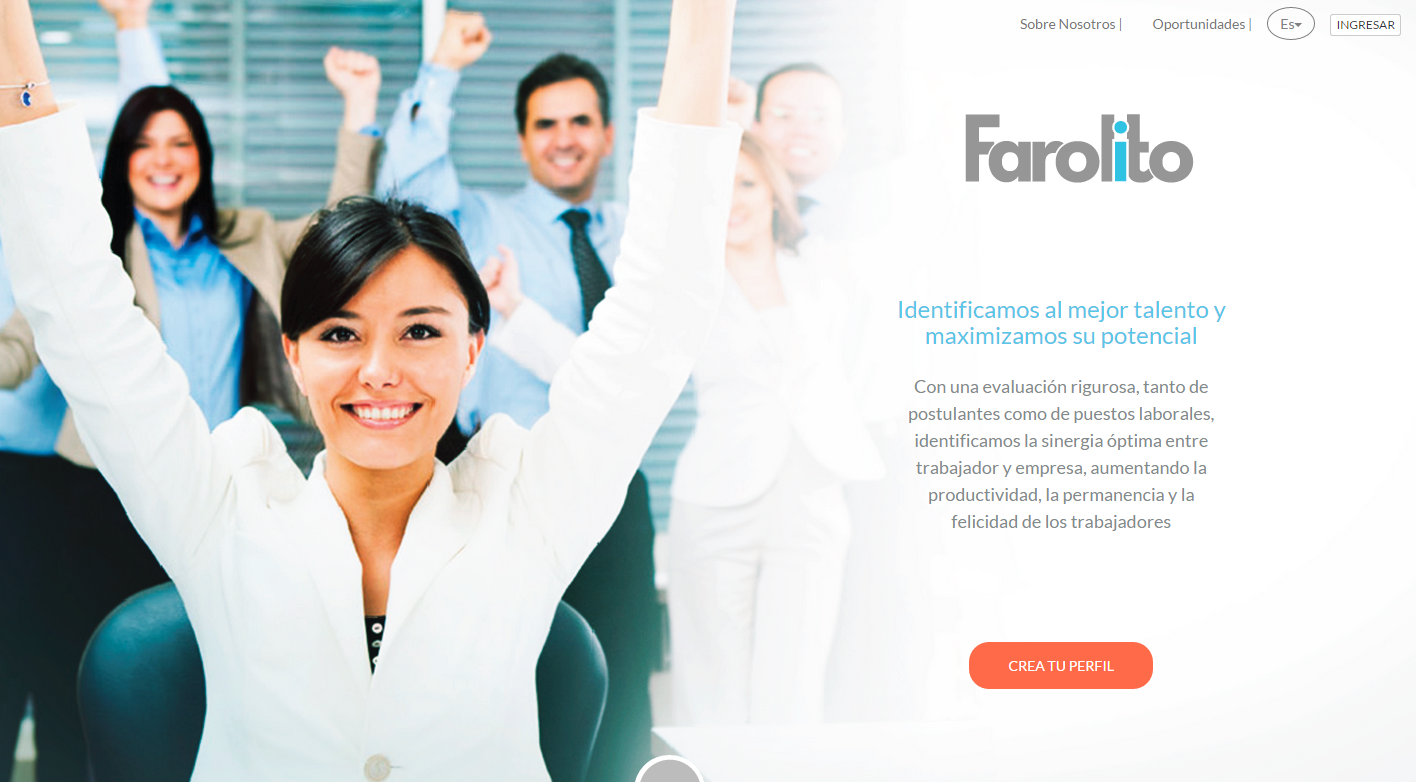 Sobre Nosotros |
Oportunidades |
Es
INGRESAR
Farolito
Identificamos al mejor talento y
maximizamos su potencial
Con una evaluación rigurosa, tanto de
postulantes como de puestos laborales,
identificamos la sinergia óptima entre
trabajador y empresa, aumentando la
productividad, la permanencia y la
felicidad de los trabajadores
CREA TU PERFIL